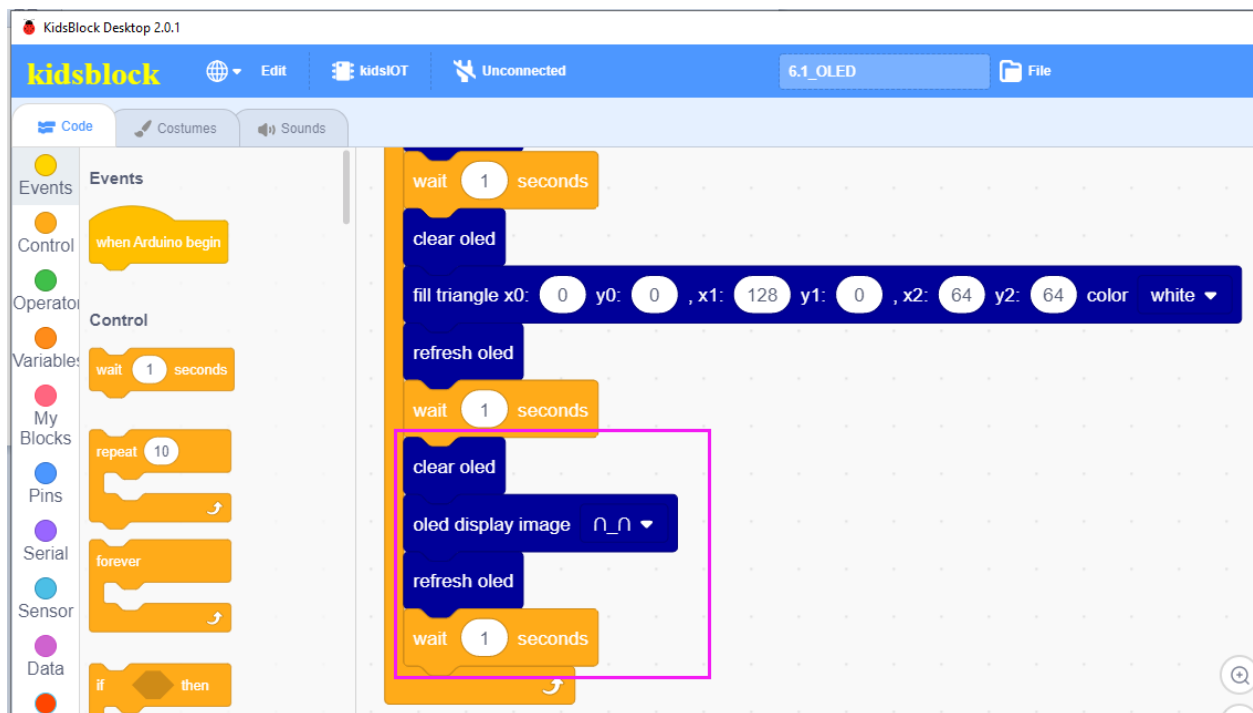 KidsBlock Desktop 2.0.1
kidsblock Edit kidsIOT Unconnected 6.1_OLED File
Code Costumes Sounds
Events
Control
Operator
Variables
My
Blocks
Pins
Serial
Sensor
Data
Events
when Arduino begin
Control
wait 1 seconds
repeat 10
forever
if then
wait 1 seconds
clear oled
fill triangle x0: 0 y0: 0 , x1: 128 y1: 0 , x2: 64 y2: 64 color white
refresh oled
wait 1 seconds
clear oled
oled display image ∩_∩
refresh oled
wait 1 seconds